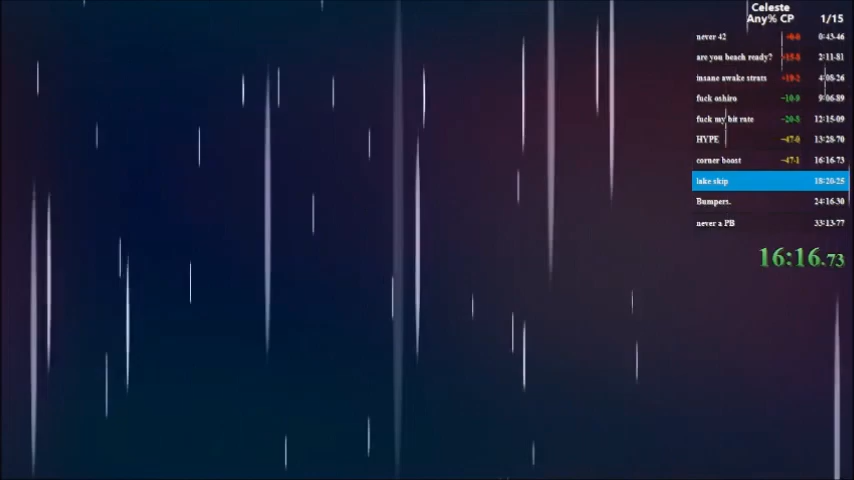 Celeste
Any% CP 1/15
never 42 -0-0 0:43-46
are you beach ready? +15-8 2:11-81
insane awake strats +19-2 4:08-26
fuck oshiro -10-9 9:06-89
fuck my bit rate -20-8 12:15-09
HYPE -47-0 13:28-70
corner boost -47-1 16:16.73
lake skip 18:20-25
Bumpers. 24:16-30
never a PB 33:13-77
16:16.73